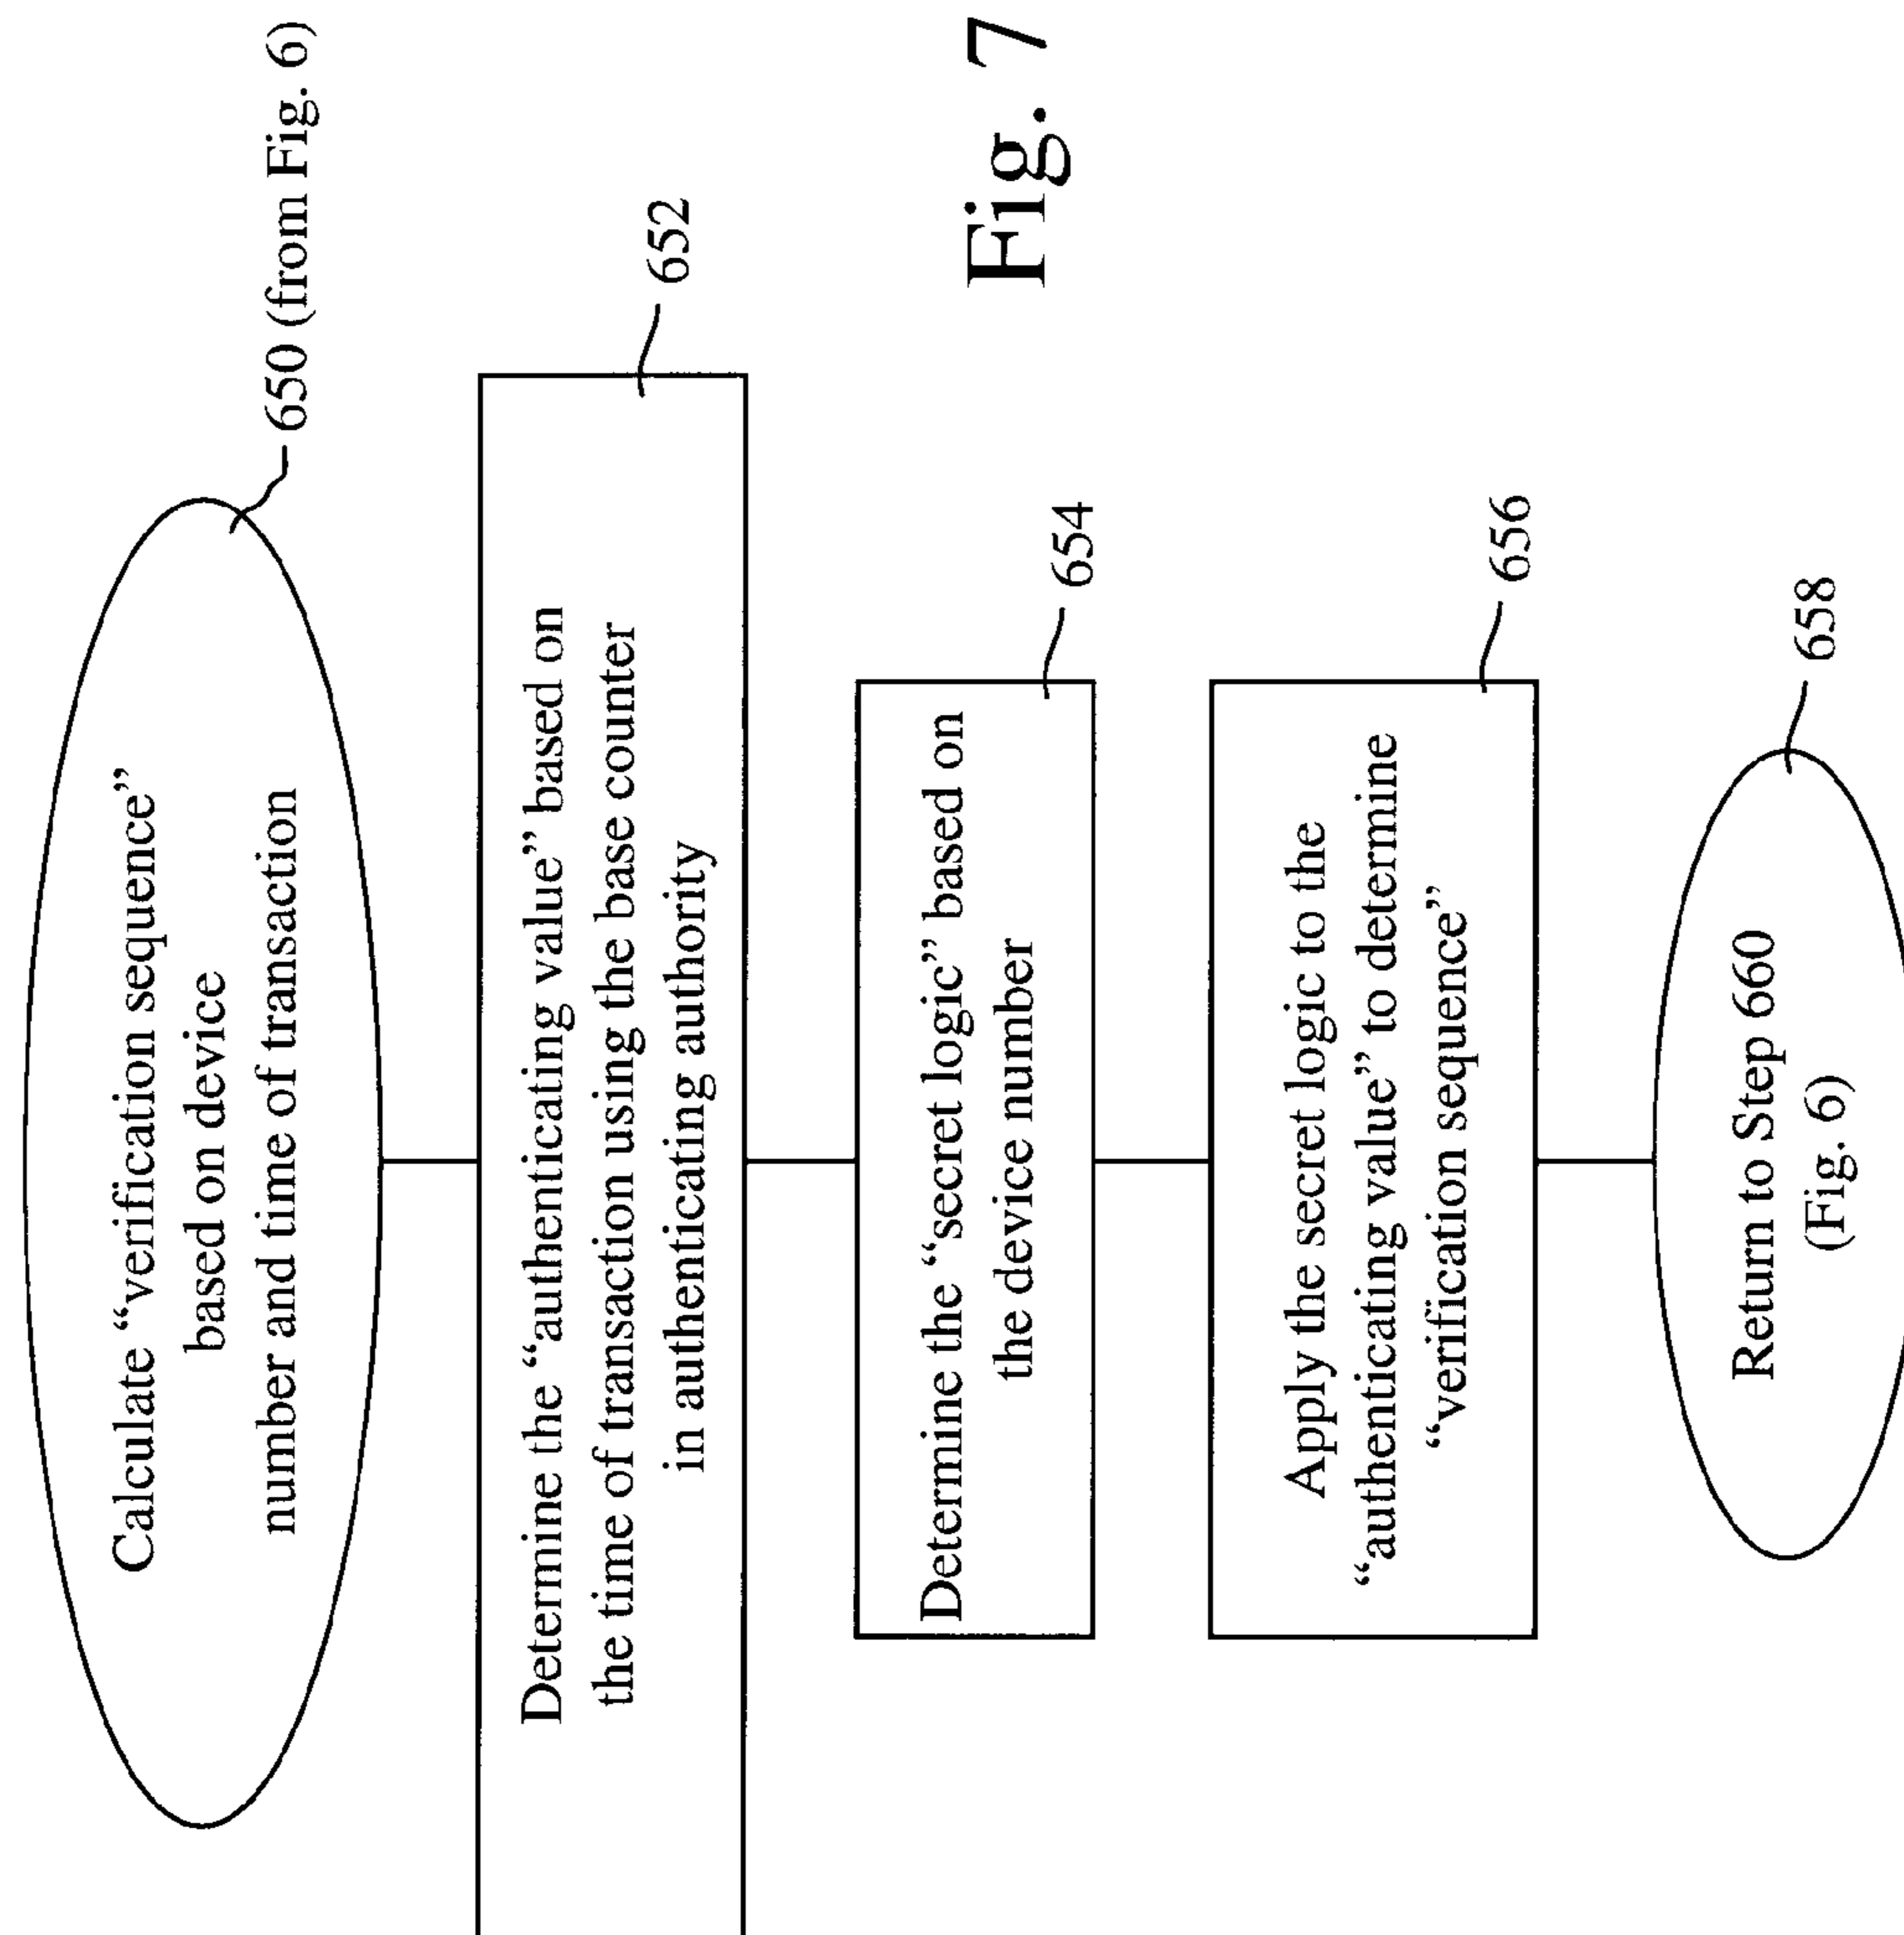 Calculate “verification sequence”
based on device
number and time of transaction
650 (from Fig. 6)
Determine the “authenticating value” based on
the time of transaction using the base counter
in authenticating authority
652
Determine the “secret logic” based on
the device number
654
Apply the secret logic to the
“authenticating value” to determine
“verification sequence”
656
Return to Step 660
(Fig. 6)
658
Fig. 7